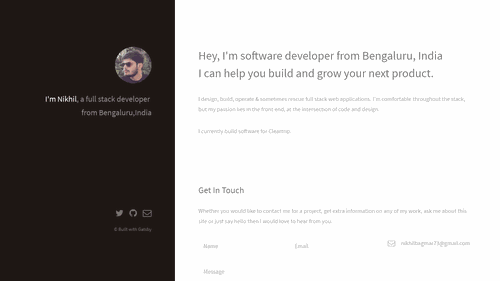 I'm Nikhil, a full stack developer
from Bengaluru,India
© Built with Gatsby
Hey, I'm software developer from Bengaluru, India
I can help you build and grow your next product.
I design, build, operate & sometimes rescue full stack web applications. I'm comfortable throughout the stack,
but my passion lies in the front end, at the intersection of code and design.
I currently build software for Cleartrip.
Get in Touch
Whether you would like to contact me for a project, get extra information on any of my work, ask me about this
site or just say hello then I would love to hear from you.
Name
Email
Message